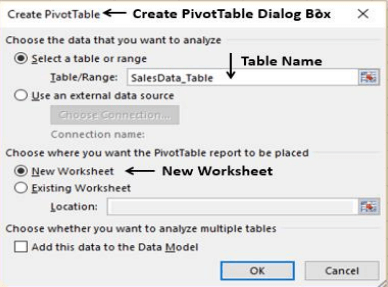 Create PivotTable Create PivotTable Dialog Box
Choose the data that you want to analyze
Select a table or range
Table Name
Table/Range: SalesData_Table
Use an external data source
Choose Connection...
Connection name:
Choose where you want the PivotTable report to be placed
New Worksheet New Worksheet
Existing Worksheet
Location:
Choose whether you want to analyze multiple tables
Add this data to the Data Model
OK Cancel